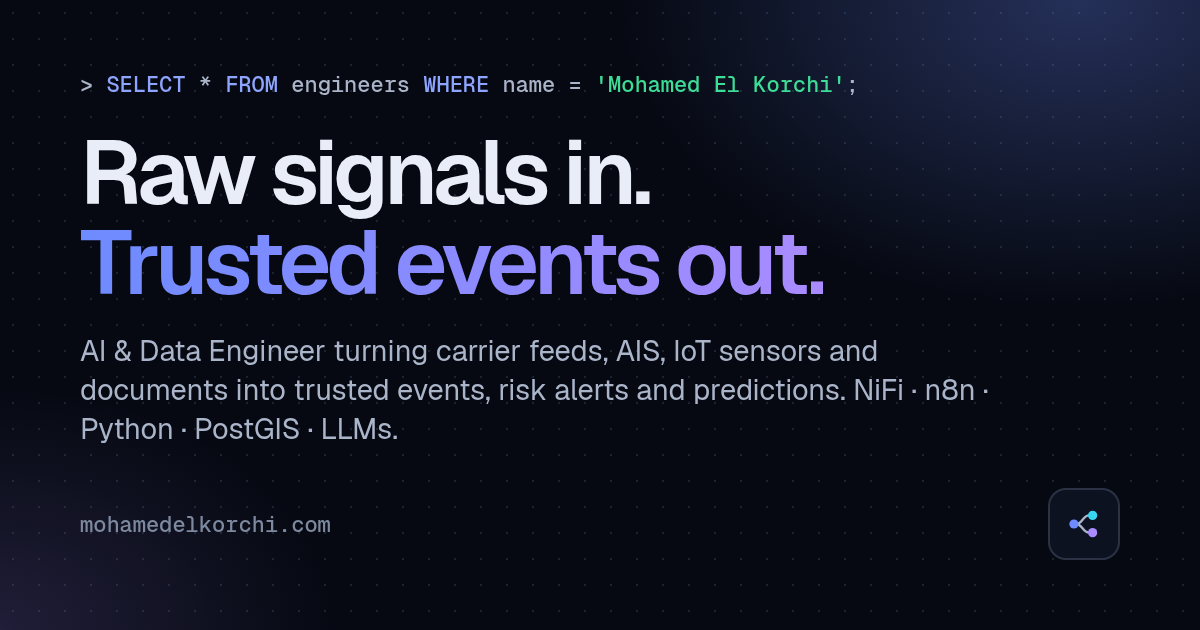 > SELECT * FROM engineers WHERE name = 'Mohamed El Korchi';
Raw signals in.
Trusted events out.
AI & Data Engineer turning carrier feeds, AIS, IoT sensors and
documents into trusted events, risk alerts and predictions. NiFi · n8n ·
Python · PostGIS · LLMs.
mohamedelkorchi.com